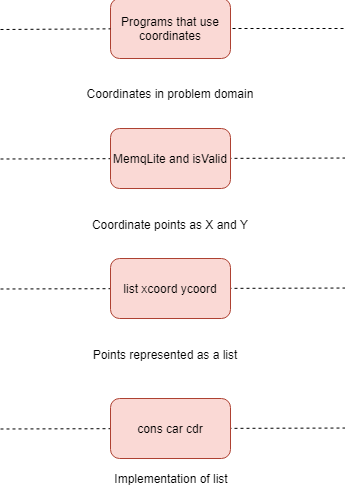 Programs that use
coordinates
Coordinates in problem domain
MemqLite and isValid
Coordinate points as X and Y
list xcoord ycoord
Points represented as a list
cons car cdr
Implementation of list